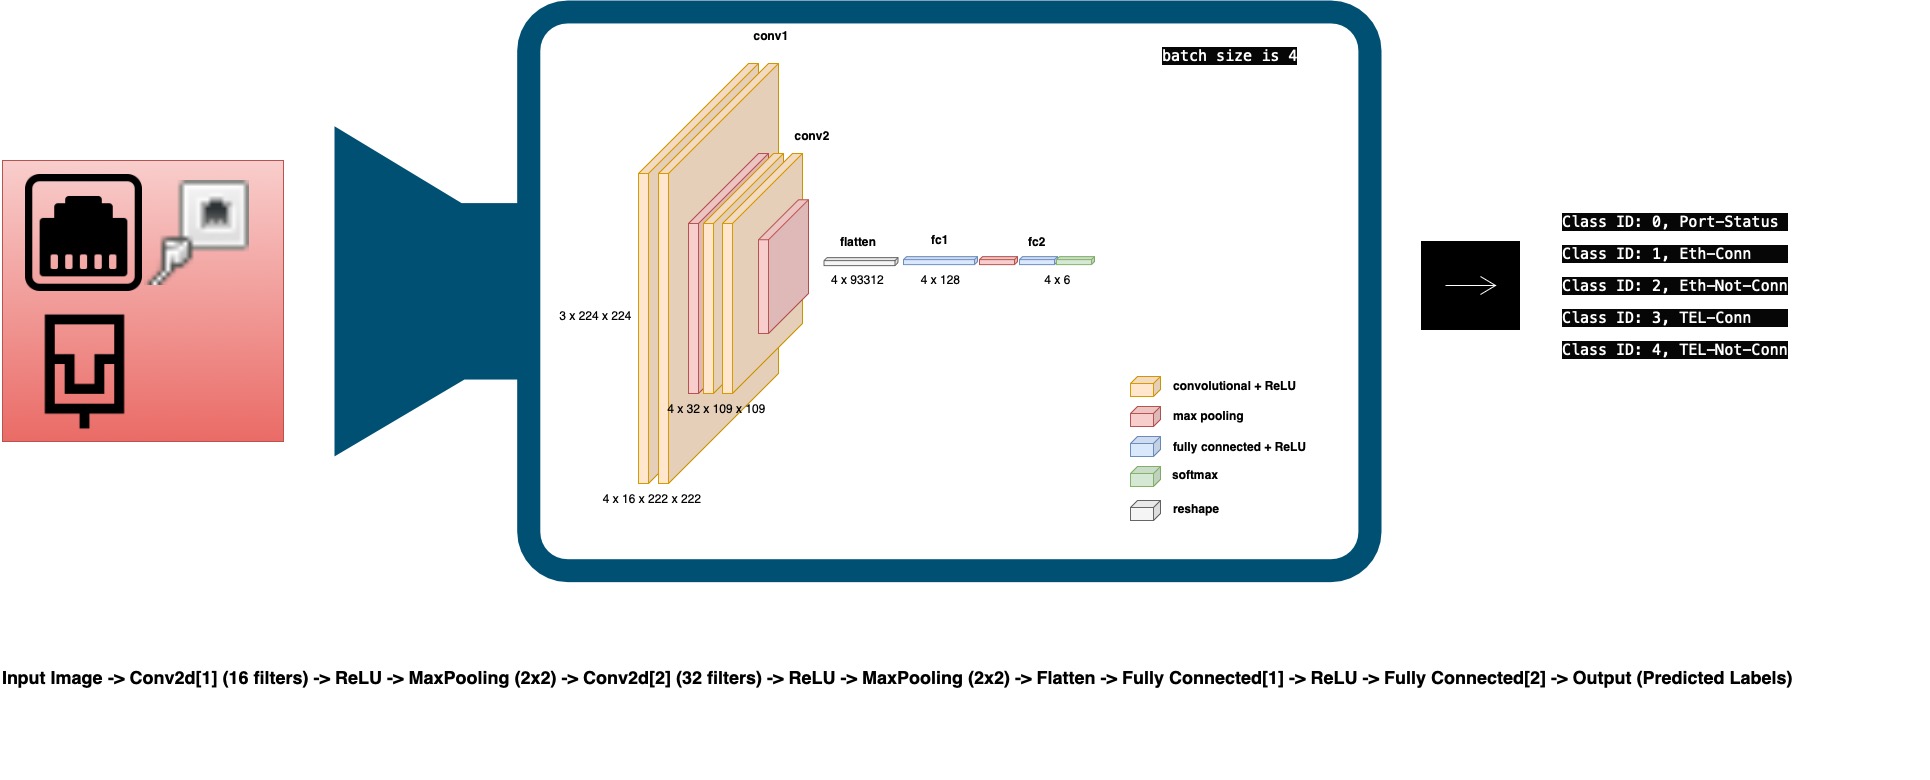 conv1
batch size is 4
conv2
flatten
fc1
fc2
4 x 93312
4 x 128
4 x 6
3 x 224 x 224
4 x 32 x 109 x 109
4 x 16 x 222 x 222
convolutional + ReLU
max pooling
fully connected + ReLU
softmax
reshape
Class ID: 0, Port-Status
Class ID: 1, Eth-Conn
Class ID: 2, Eth-Not-Conn
Class ID: 3, TEL-Conn
Class ID: 4, TEL-Not-Conn
Input Image -> Conv2d[1] (16 filters) -> ReLU -> MaxPooling (2x2) -> Conv2d[2] (32 filters) -> ReLU -> MaxPooling (2x2) -> Flatten -> Fully Connected[1] -> ReLU -> Fully Connected[2] -> Output (Predicted Labels)